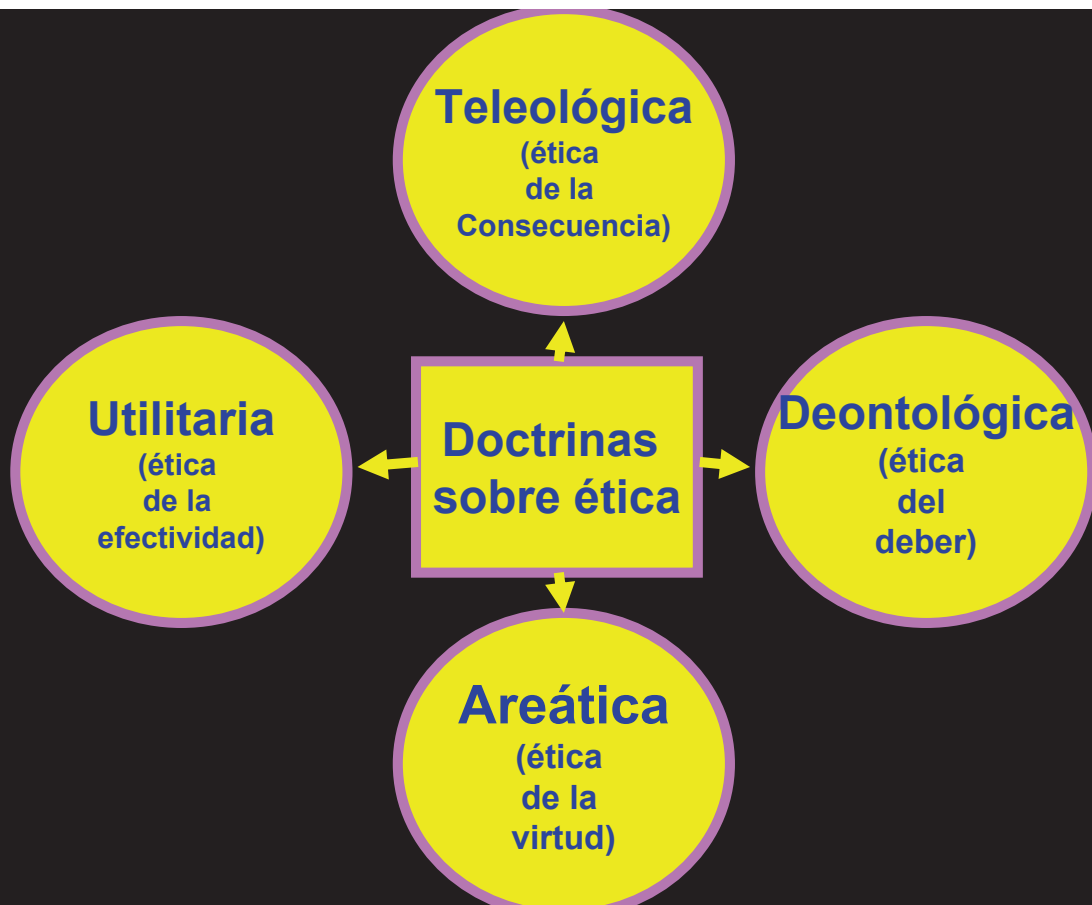 Teleológica
(ética
de la
Consecuencia)
Utilitaria
(ética
de la
efectividad)
Doctrinas
sobre ética
Deontológica
(ética
del
deber)
Areática
(ética
de la
virtud)